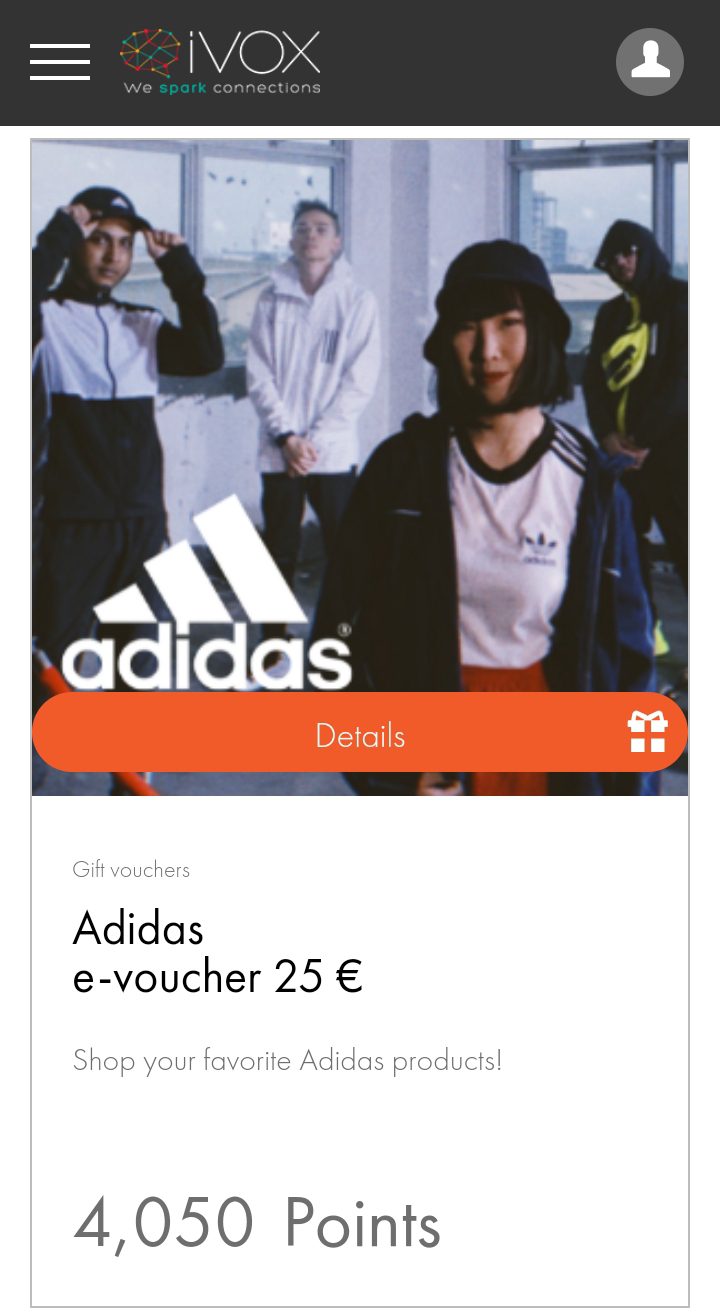 iVOX
We spark connections
adidas
adidas
Details
Gift vouchers
Adidas
e-voucher 25 €
Shop your favorite Adidas products!
4,050 Points